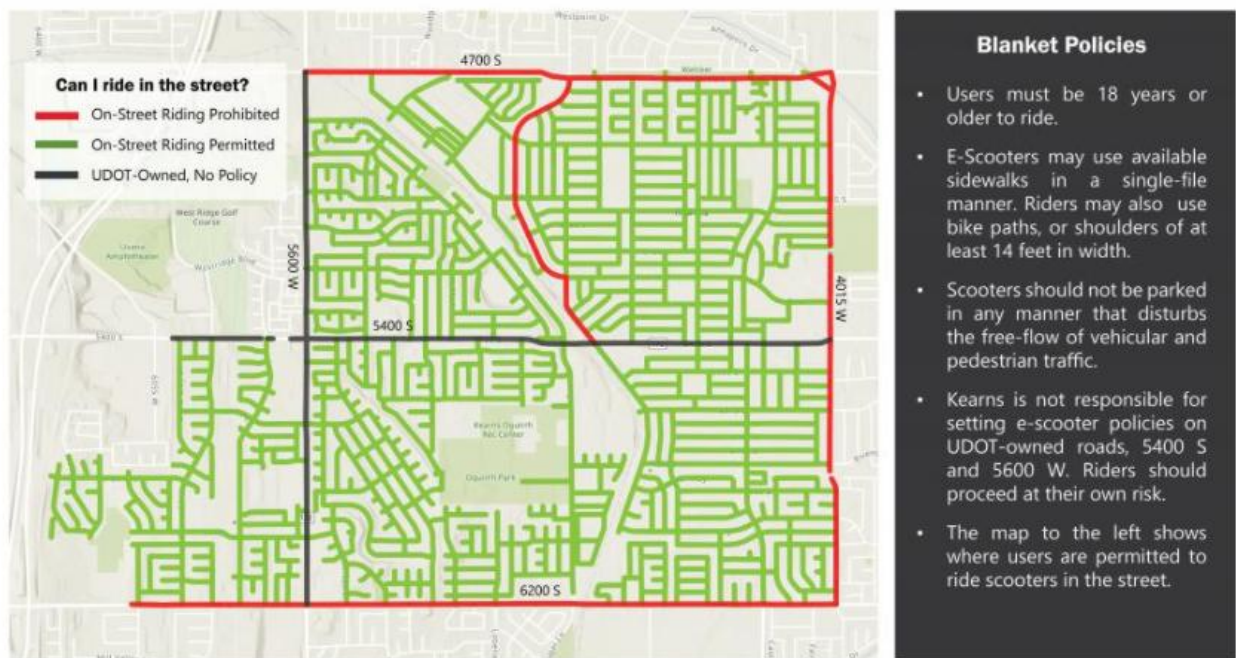 Can I ride in the street?
On-Street Riding Prohibited
On-Street Riding Permitted
UDOT-Owned, No Policy
4700 S
West Ridge Golf
Course
5600 W
4015 W
5400 S
5400 S
Kearns Oquirrh
Rec Center
Oquirrh Park
6200 S
Blanket Policies
• Users must be 18 years or
older to ride.
• E-Scooters may use available
sidewalks in a single-file
manner. Riders may also use
bike paths, or shoulders of at
least 14 feet in width.
• Scooters should not be parked
in any manner that disturbs
the free-flow of vehicular and
pedestrian traffic.
• Kearns is not responsible for
setting e-scooter policies on
UDOT-owned roads, 5400 S
and 5600 W. Riders should
proceed at their own risk.
• The map to the left shows
where users are permitted to
ride scooters in the street.